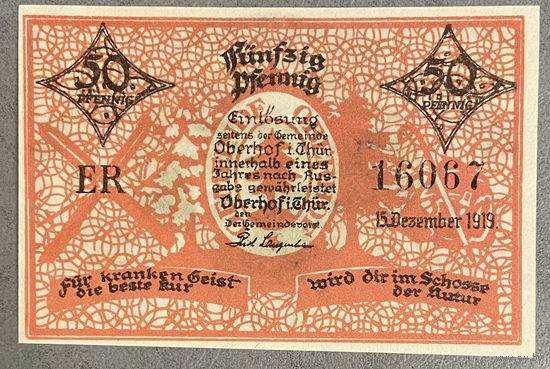 Fünfzig
Pfennig
50
PFENNIG
50
PFENNIG
Einlösung
seitens der Gemeinde
Oberhof i. Thür.
innerhalb eines
Jahres nach Aus-
gabe gewährleistet
Oberhof i. Thür.
den
Der Gemeindevorst.
ER
16067
15. Dezember 1919.
Für kranken Geist
die beste Kur
wird dir im Schosse
der Natur